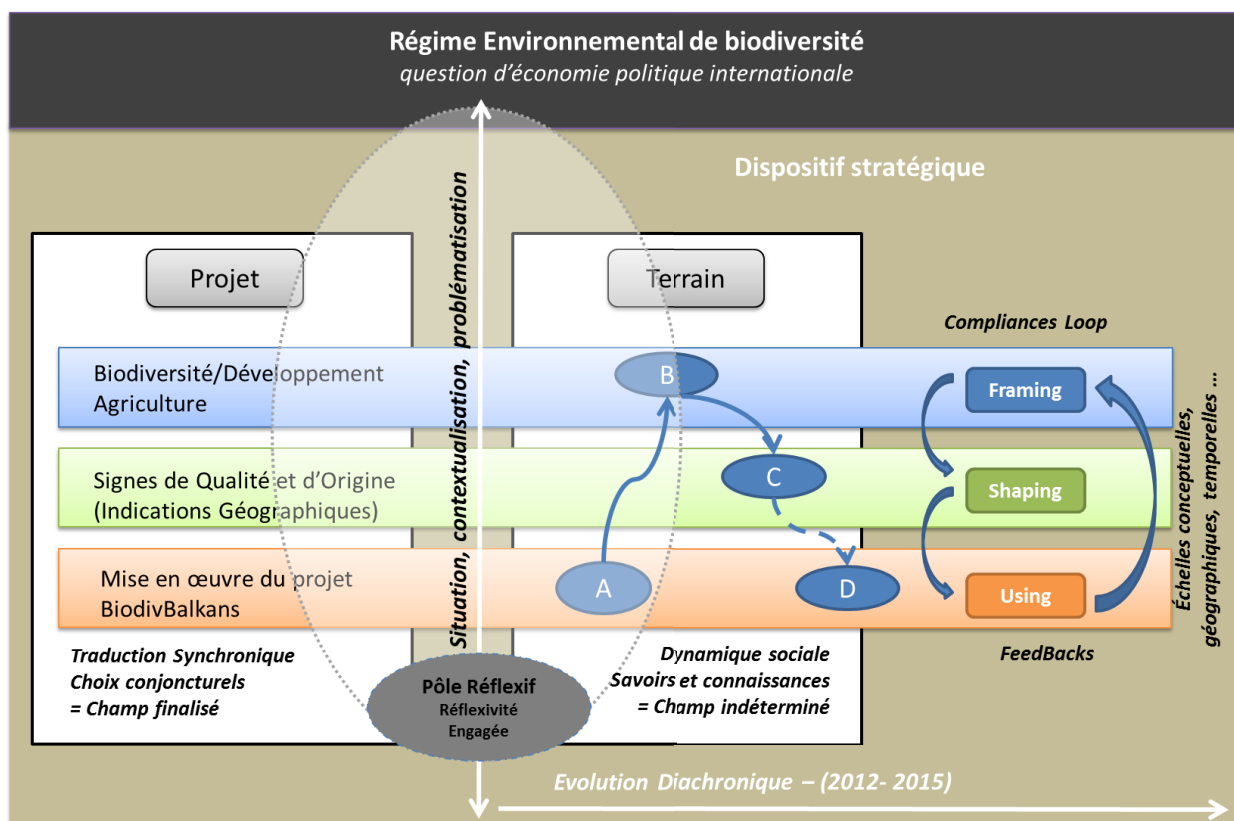 Régime Environnemental de biodiversité
question d'économie politique internationale
Dispositif stratégique
Projet
Terrain
Situation, contextualisation, problématisation
Compliances Loop
Biodiversité/Développement
Agriculture
B
Framing
Signes de Qualité et d'Origine
(Indications Géographiques)
C
Shaping
Mise en œuvre du projet
BiodivBalkans
A
D
Using
Échelles conceptuelles,
géographiques, temporelles ...
Traduction Synchronique
Choix conjoncturels
= Champ finalisé
Pôle Réflexif
Réflexivité
Engagée
Dynamique sociale
Savoirs et connaissances
= Champ indéterminé
FeedBacks
Evolution Diachronique – (2012- 2015)